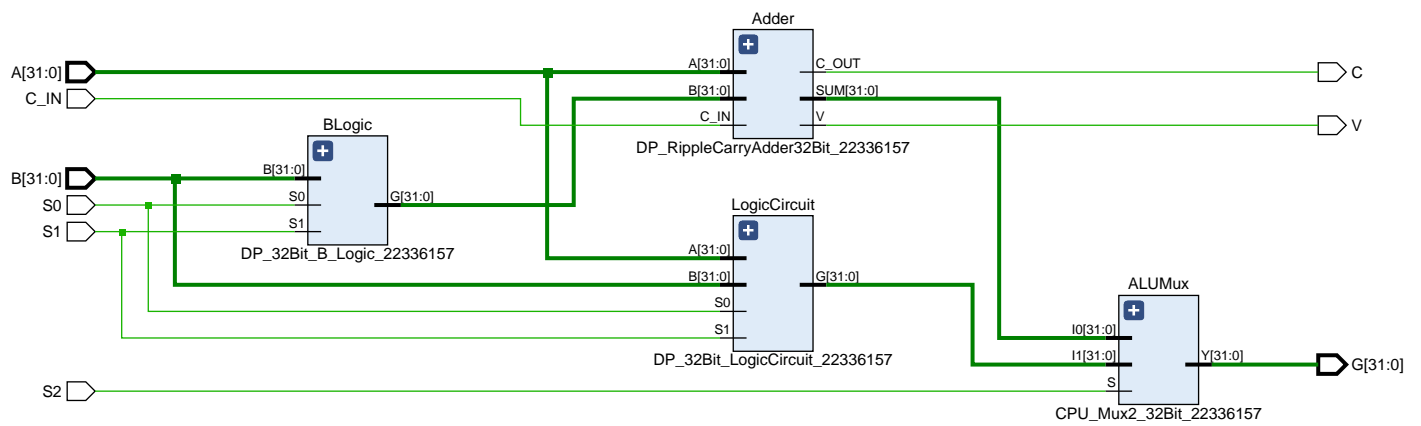 Adder
A[31:0]
C_IN
A[31:0]
B[31:0]
C_IN
C_OUT
SUM[31:0]
V
C
V
DP_RippleCarryAdder32Bit_22336157
BLogic
B[31:0]
S0
S1
B[31:0]
S0
S1
G[31:0]
DP_32Bit_B_Logic_22336157
LogicCircuit
A[31:0]
B[31:0]
S0
S1
G[31:0]
DP_32Bit_LogicCircuit_22336157
ALUMux
I0[31:0]
I1[31:0]
S
Y[31:0]
G[31:0]
S2
CPU_Mux2_32Bit_22336157